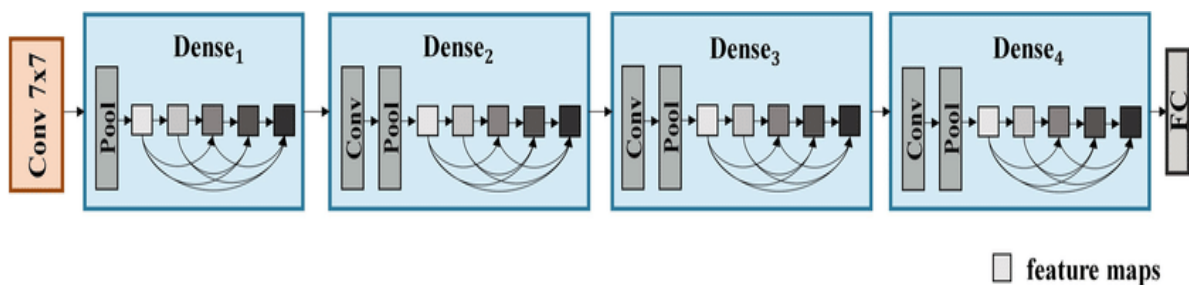 Conv 7x7
Dense₁
Pool
Dense₂
Conv
Pool
Dense₃
Conv
Pool
Dense₄
Conv
Pool
FC
feature maps